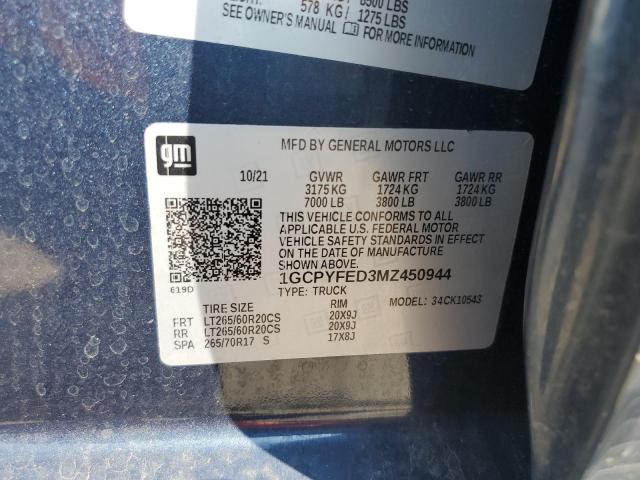 578 KG / 1275 LBS
SEE OWNER'S MANUAL FOR MORE INFORMATION
gm
MFD BY GENERAL MOTORS LLC
10/21 GVWR GAWR FRT GAWR RR
3175 KG 1724 KG 1724 KG
7000 LB 3800 LB 3800 LB
THIS VEHICLE CONFORMS TO ALL
APPLICABLE U.S. FEDERAL MOTOR
VEHICLE SAFETY STANDARDS IN EFFECT
ON THE DATE OF MANUFACTURE SHOWN ABOVE.
619D
1GCPYFED3MZ450944
TYPE: TRUCK MODEL: 34CK10543
TIRE SIZE RIM
FRT LT265/60R20CS 20X9J
RR LT265/60R20CS 20X9J
SPA 265/70R17 S 17X8J